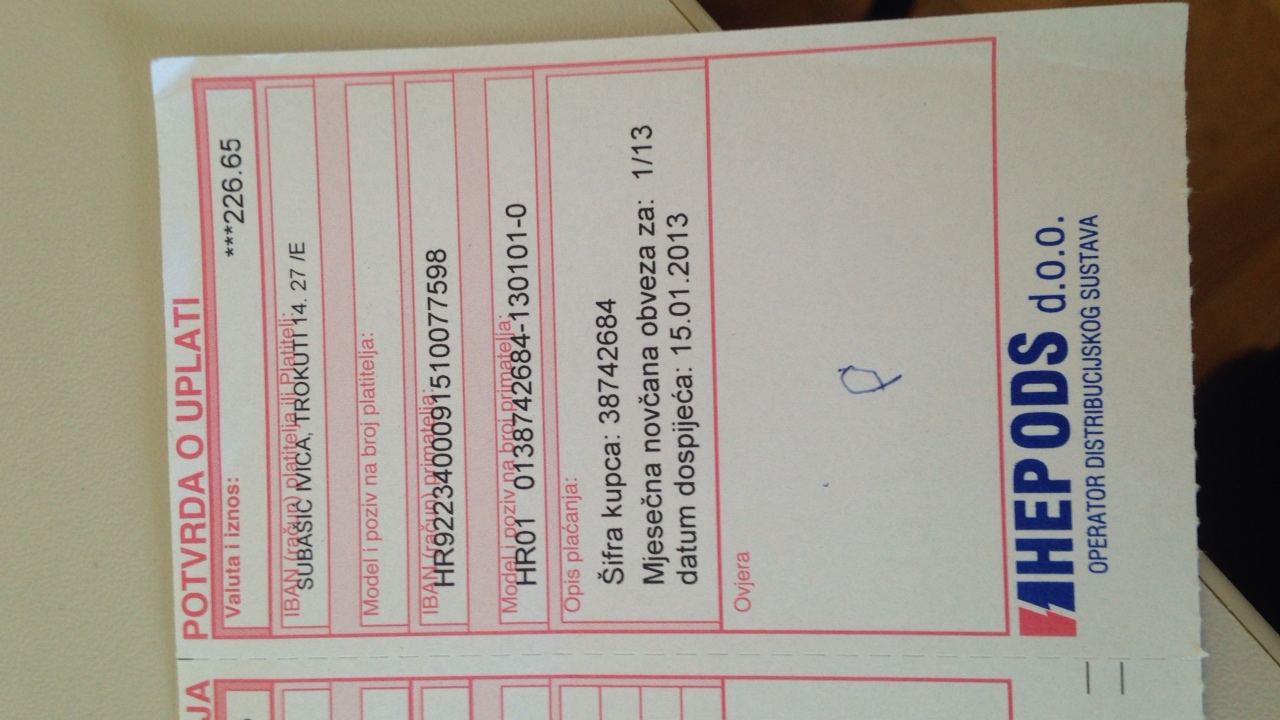 JA
POTVRDA O UPLATI
Valuta i iznos: ***226.65
IBAN (račun) platitelja ili Platitelj:
SUBAŠIĆ IVICA, TROKUTI 14. 27 /E
Model i poziv na broj platitelja:
IBAN (račun) primatelja:
HR9223400091510077598
Model i poziv na broj primatelja:
HR01 0138742684-130101-0
Opis plaćanja:
Šifra kupca: 38742684
Mjesečna novčana obveza za: 1/13
datum dospijeća: 15.01.2013
Ovjera
HEP ODS d.o.o.
OPERATOR DISTRIBUCIJSKOG SUSTAVA